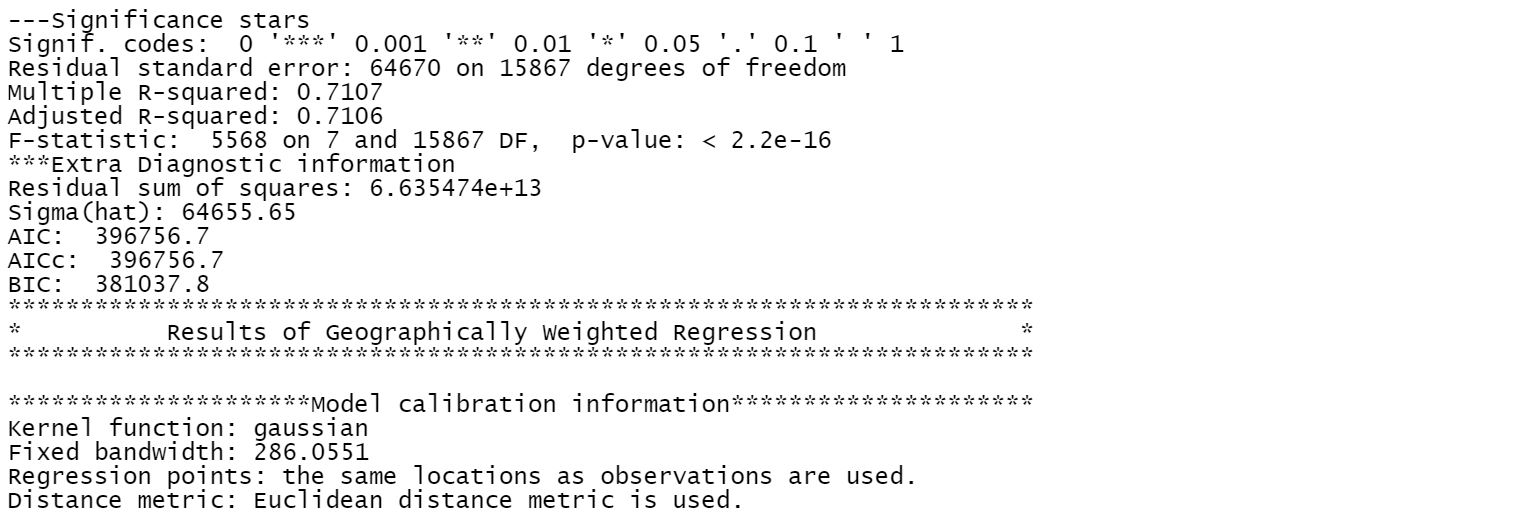 ---Significance stars
Signif. codes:  0 '***' 0.001 '**' 0.01 '*' 0.05 '.' 0.1 ' ' 1
Residual standard error: 64670 on 15867 degrees of freedom
Multiple R-squared: 0.7107
Adjusted R-squared: 0.7106
F-statistic:  5568 on 7 and 15867 DF,  p-value: < 2.2e-16
***Extra Diagnostic information
Residual sum of squares: 6.635474e+13
Sigma(hat): 64655.65
AIC:  396756.7
AICc:  396756.7
BIC:  381037.8
***********************************************************************
*          Results of Geographically Weighted Regression              *
***********************************************************************
*********************Model calibration information*********************
Kernel function: gaussian
Fixed bandwidth: 286.0551
Regression points: the same locations as observations are used.
Distance metric: Euclidean distance metric is used.